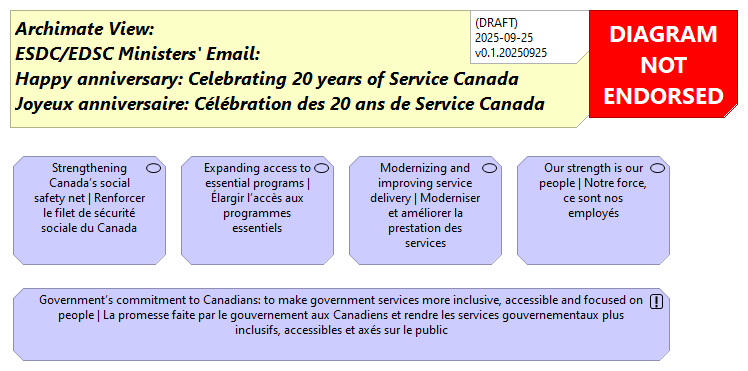 Archimate View:
ESDC/EDSC Ministers' Email:
Happy anniversary: Celebrating 20 years of Service Canada
Joyeux anniversaire: Célébration des 20 ans de Service Canada
(DRAFT)
2025-09-25
v0.1.20250925
DIAGRAM
NOT
ENDORSED
Strengthening
Canada's social
safety net | Renforcer
le filet de sécurité
sociale du Canada
Expanding access to
essential programs |
Élargir l'accès aux
programmes
essentiels
Modernizing and
improving service
delivery | Moderniser
et améliorer la
prestation des
services
Our strength is our
people | Notre force,
ce sont nos
employés
Government's commitment to Canadians: to make government services more inclusive, accessible and focused on
people | La promesse faite par le gouvernement aux Canadiens et rendre les services gouvernementaux plus
inclusifs, accessibles et axés sur le public